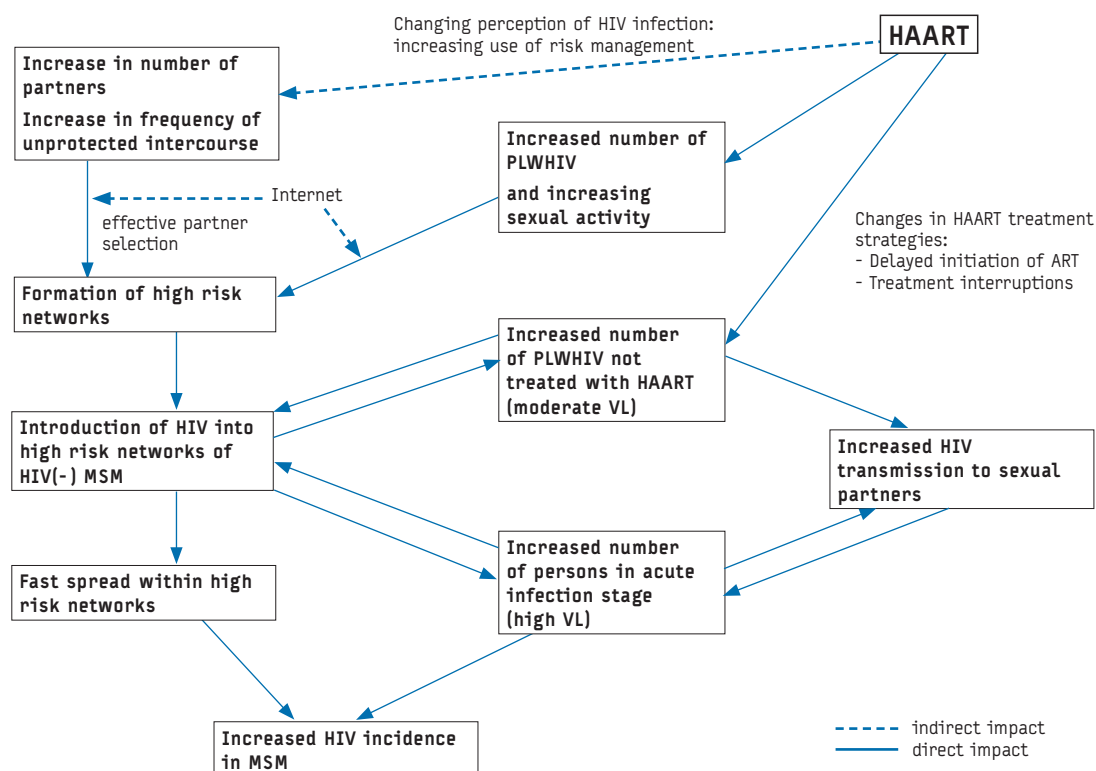 Changing perception of HIV infection:
increasing use of risk management
HAART
Increase in number of
partners
Increase in frequency of
unprotected intercourse
Increased number of
PLWHIV
and increasing
sexual activity
Internet
effective partner
selection
Changes in HAART treatment
strategies:
- Delayed initiation of ART
- Treatment interruptions
Formation of high risk
networks
Increased number
of PLWHIV not
treated with HAART
(moderate VL)
Introduction of HIV into
high risk networks of
HIV(-) MSM
Increased HIV
transmission to sexual
partners
Increased number
of persons in acute
infection stage
(high VL)
Fast spread within high
risk networks
Increased HIV incidence
in MSM
indirect impact
direct impact